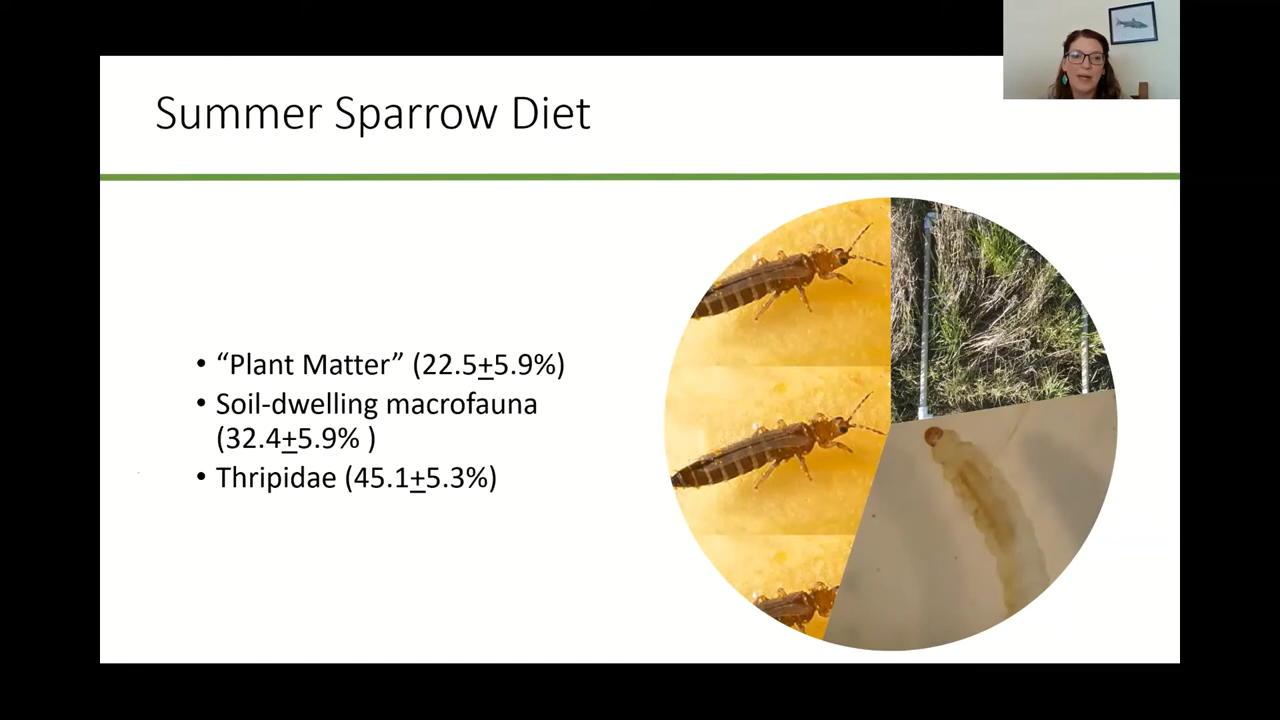 Summer Sparrow Diet
• “Plant Matter” (22.5±5.9%)
• Soil-dwelling macrofauna
(32.4±5.9% )
• Thripidae (45.1±5.3%)